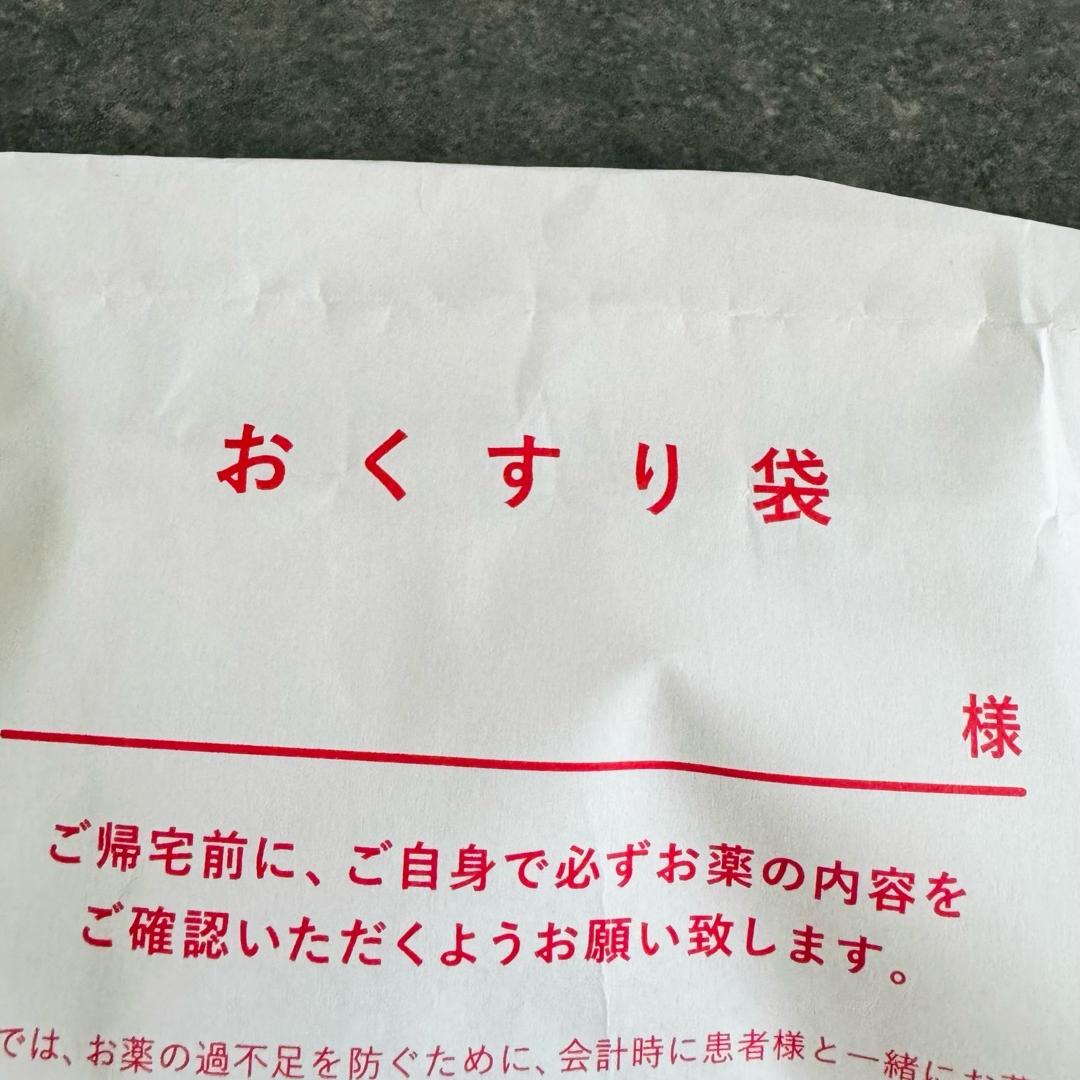 おくすり袋
様
ご帰宅前に、ご自身で必ずお薬の内容を
ご確認いただくようお願い致します。
では、お薬の過不足を防ぐために、会計時に患者様と一緒にお薬